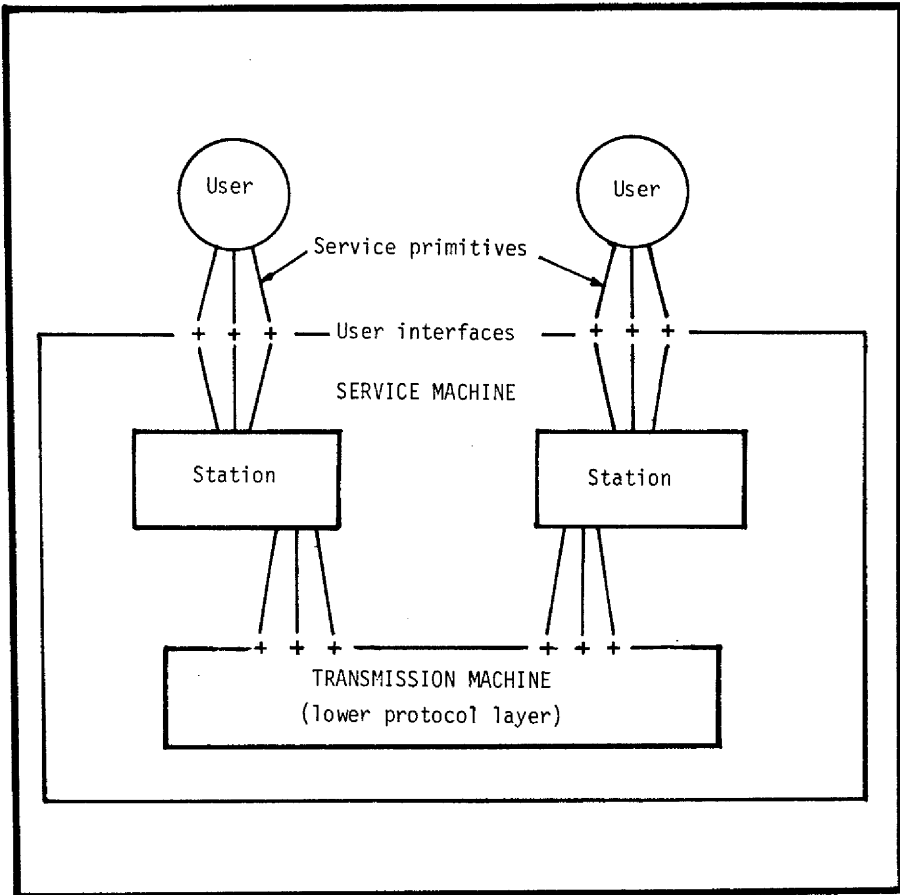 User
User
Service primitives
+ + +
User interfaces
+ + +
SERVICE MACHINE
Station
Station
+ + +
+ + +
TRANSMISSION MACHINE
(lower protocol layer)